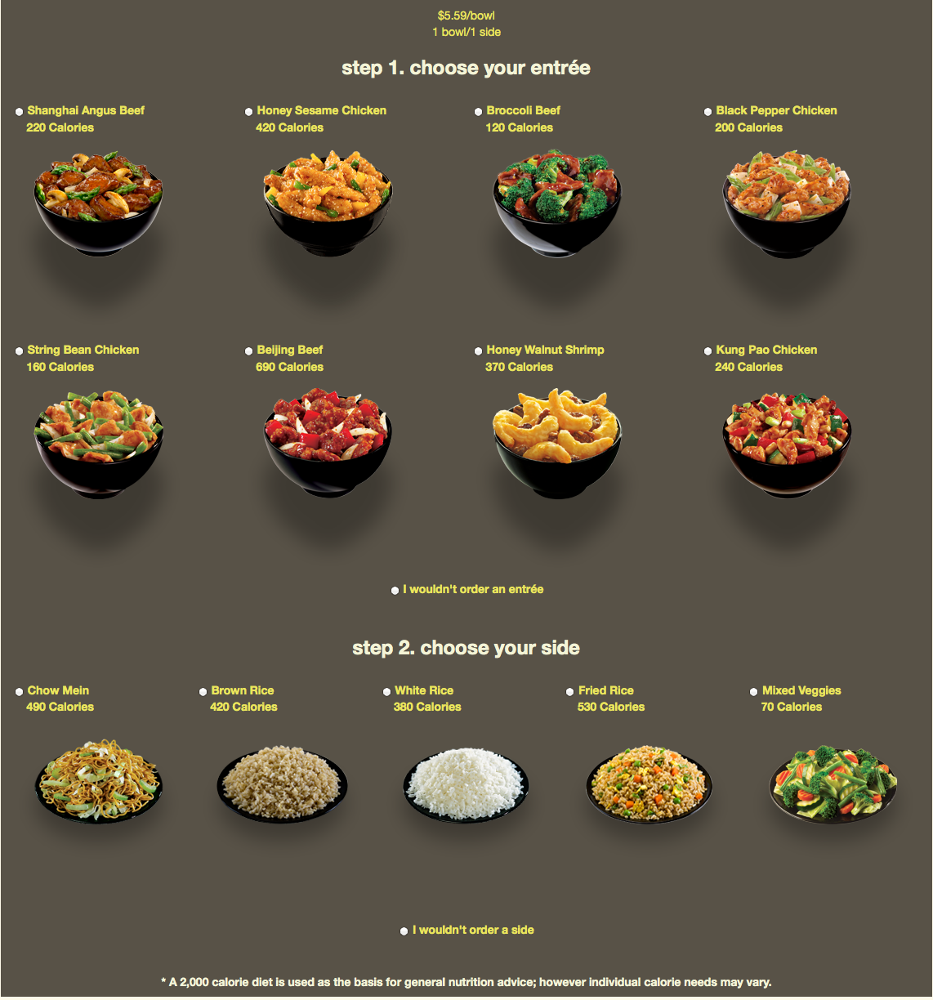 $5.59/bowl
1 bowl/1 side
step 1. choose your entrée
Shanghai Angus Beef
220 Calories
Honey Sesame Chicken
420 Calories
Broccoli Beef
120 Calories
Black Pepper Chicken
200 Calories
String Bean Chicken
160 Calories
Beijing Beef
690 Calories
Honey Walnut Shrimp
370 Calories
Kung Pao Chicken
240 Calories
I wouldn't order an entrée
step 2. choose your side
Chow Mein
490 Calories
Brown Rice
420 Calories
White Rice
380 Calories
Fried Rice
530 Calories
Mixed Veggies
70 Calories
I wouldn't order a side
* A 2,000 calorie diet is used as the basis for general nutrition advice; however individual calorie needs may vary.